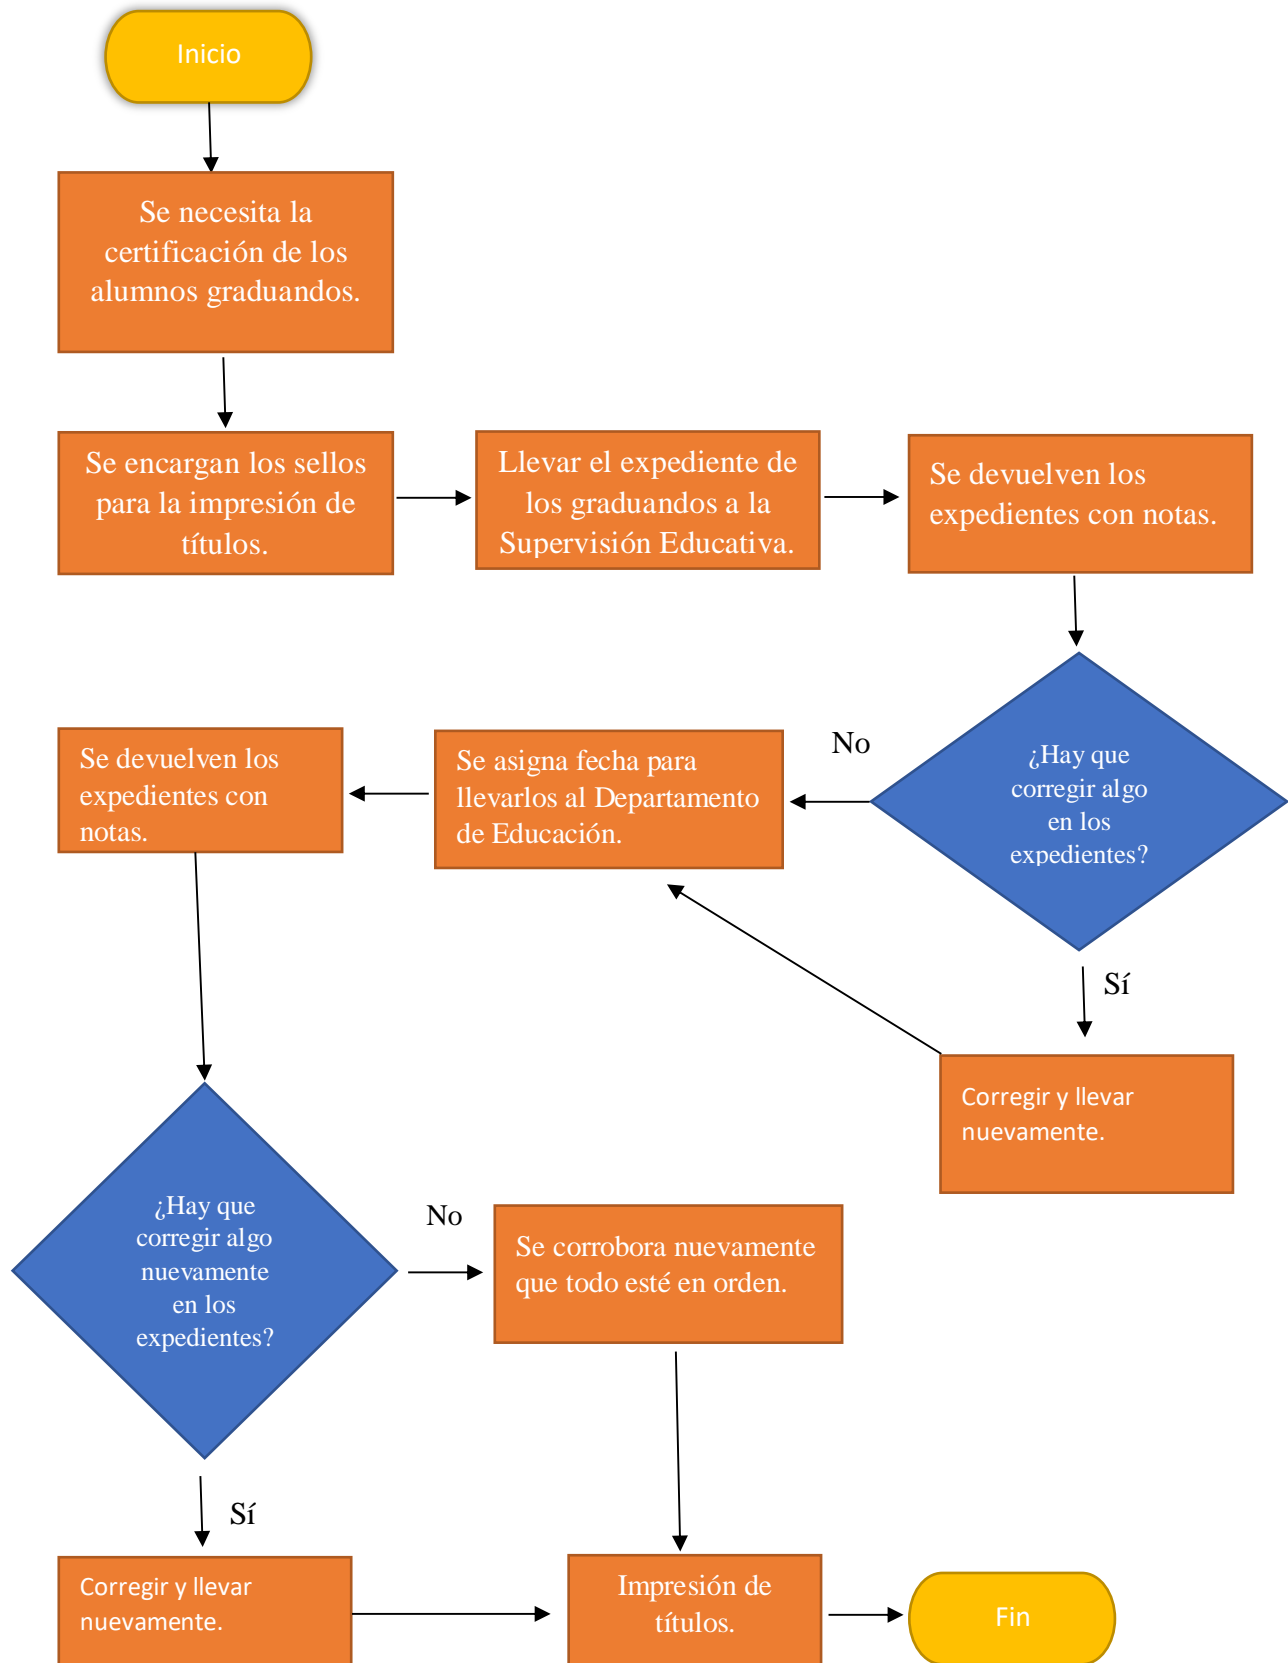 Inicio
Se necesita la
certificación de los
alumnos graduandos.
Se encargan los sellos
para la impresión de
títulos.
Llevar el expediente de
los graduandos a la
Supervisión Educativa.
Se devuelven los
expedientes con notas.
¿Hay que
corregir algo
en los
expedientes?
No
Se asigna fecha para
llevarlos al Departamento
de Educación.
Se devuelven los
expedientes con
notas.
Sí
Corregir y llevar
nuevamente.
¿Hay que
corregir algo
nuevamente
en los
expedientes?
No
Se corrobora nuevamente
que todo esté en orden.
Sí
Corregir y llevar
nuevamente.
Impresión de
títulos.
Fin